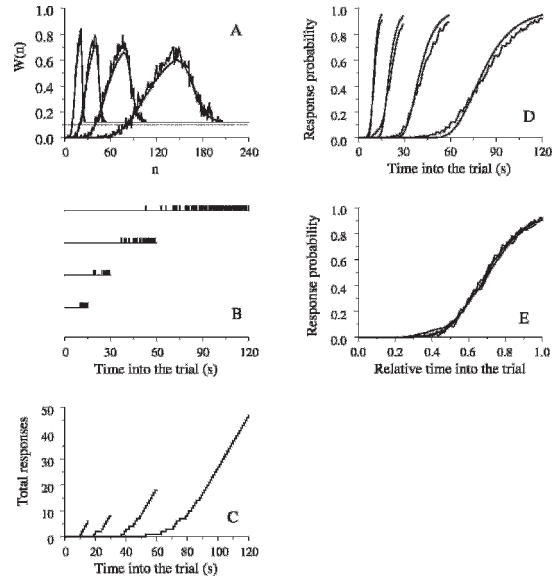 A
W(n)
1.0
0.8
0.6
0.4
0.2
0.0
0 40 80 120 160 200 240
n
D
Response probability
1.0
0.8
0.6
0.4
0.2
0.0
0 30 60 90 120
Time into the trial (s)
B
0 30 60 90 120
Time into the trial (s)
E
Response probability
1.0
0.8
0.6
0.4
0.2
0.0
0.0 0.2 0.4 0.6 0.8 1.0
Relative time into the trial
C
Total responses
50
40
30
20
10
0
0 20 40 60 80 100 120
Time into the trial (s)